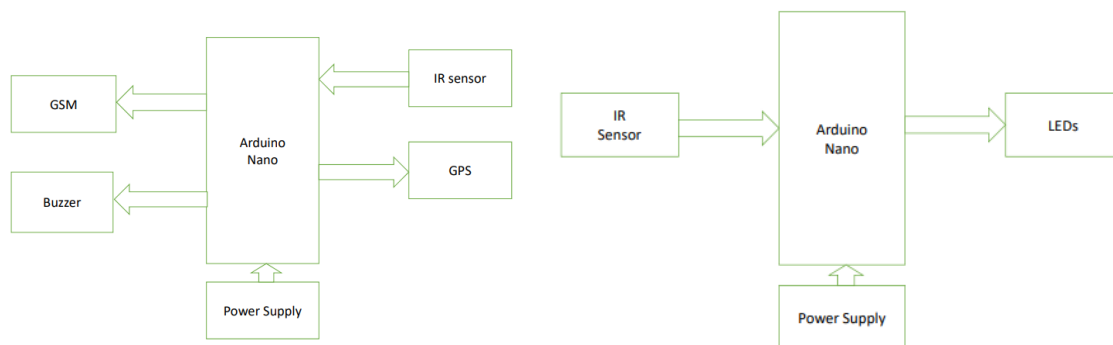 GSM
Buzzer
Arduino
Nano
IR sensor
GPS
Power Supply
IR
Sensor
Arduino
Nano
LEDs
Power Supply